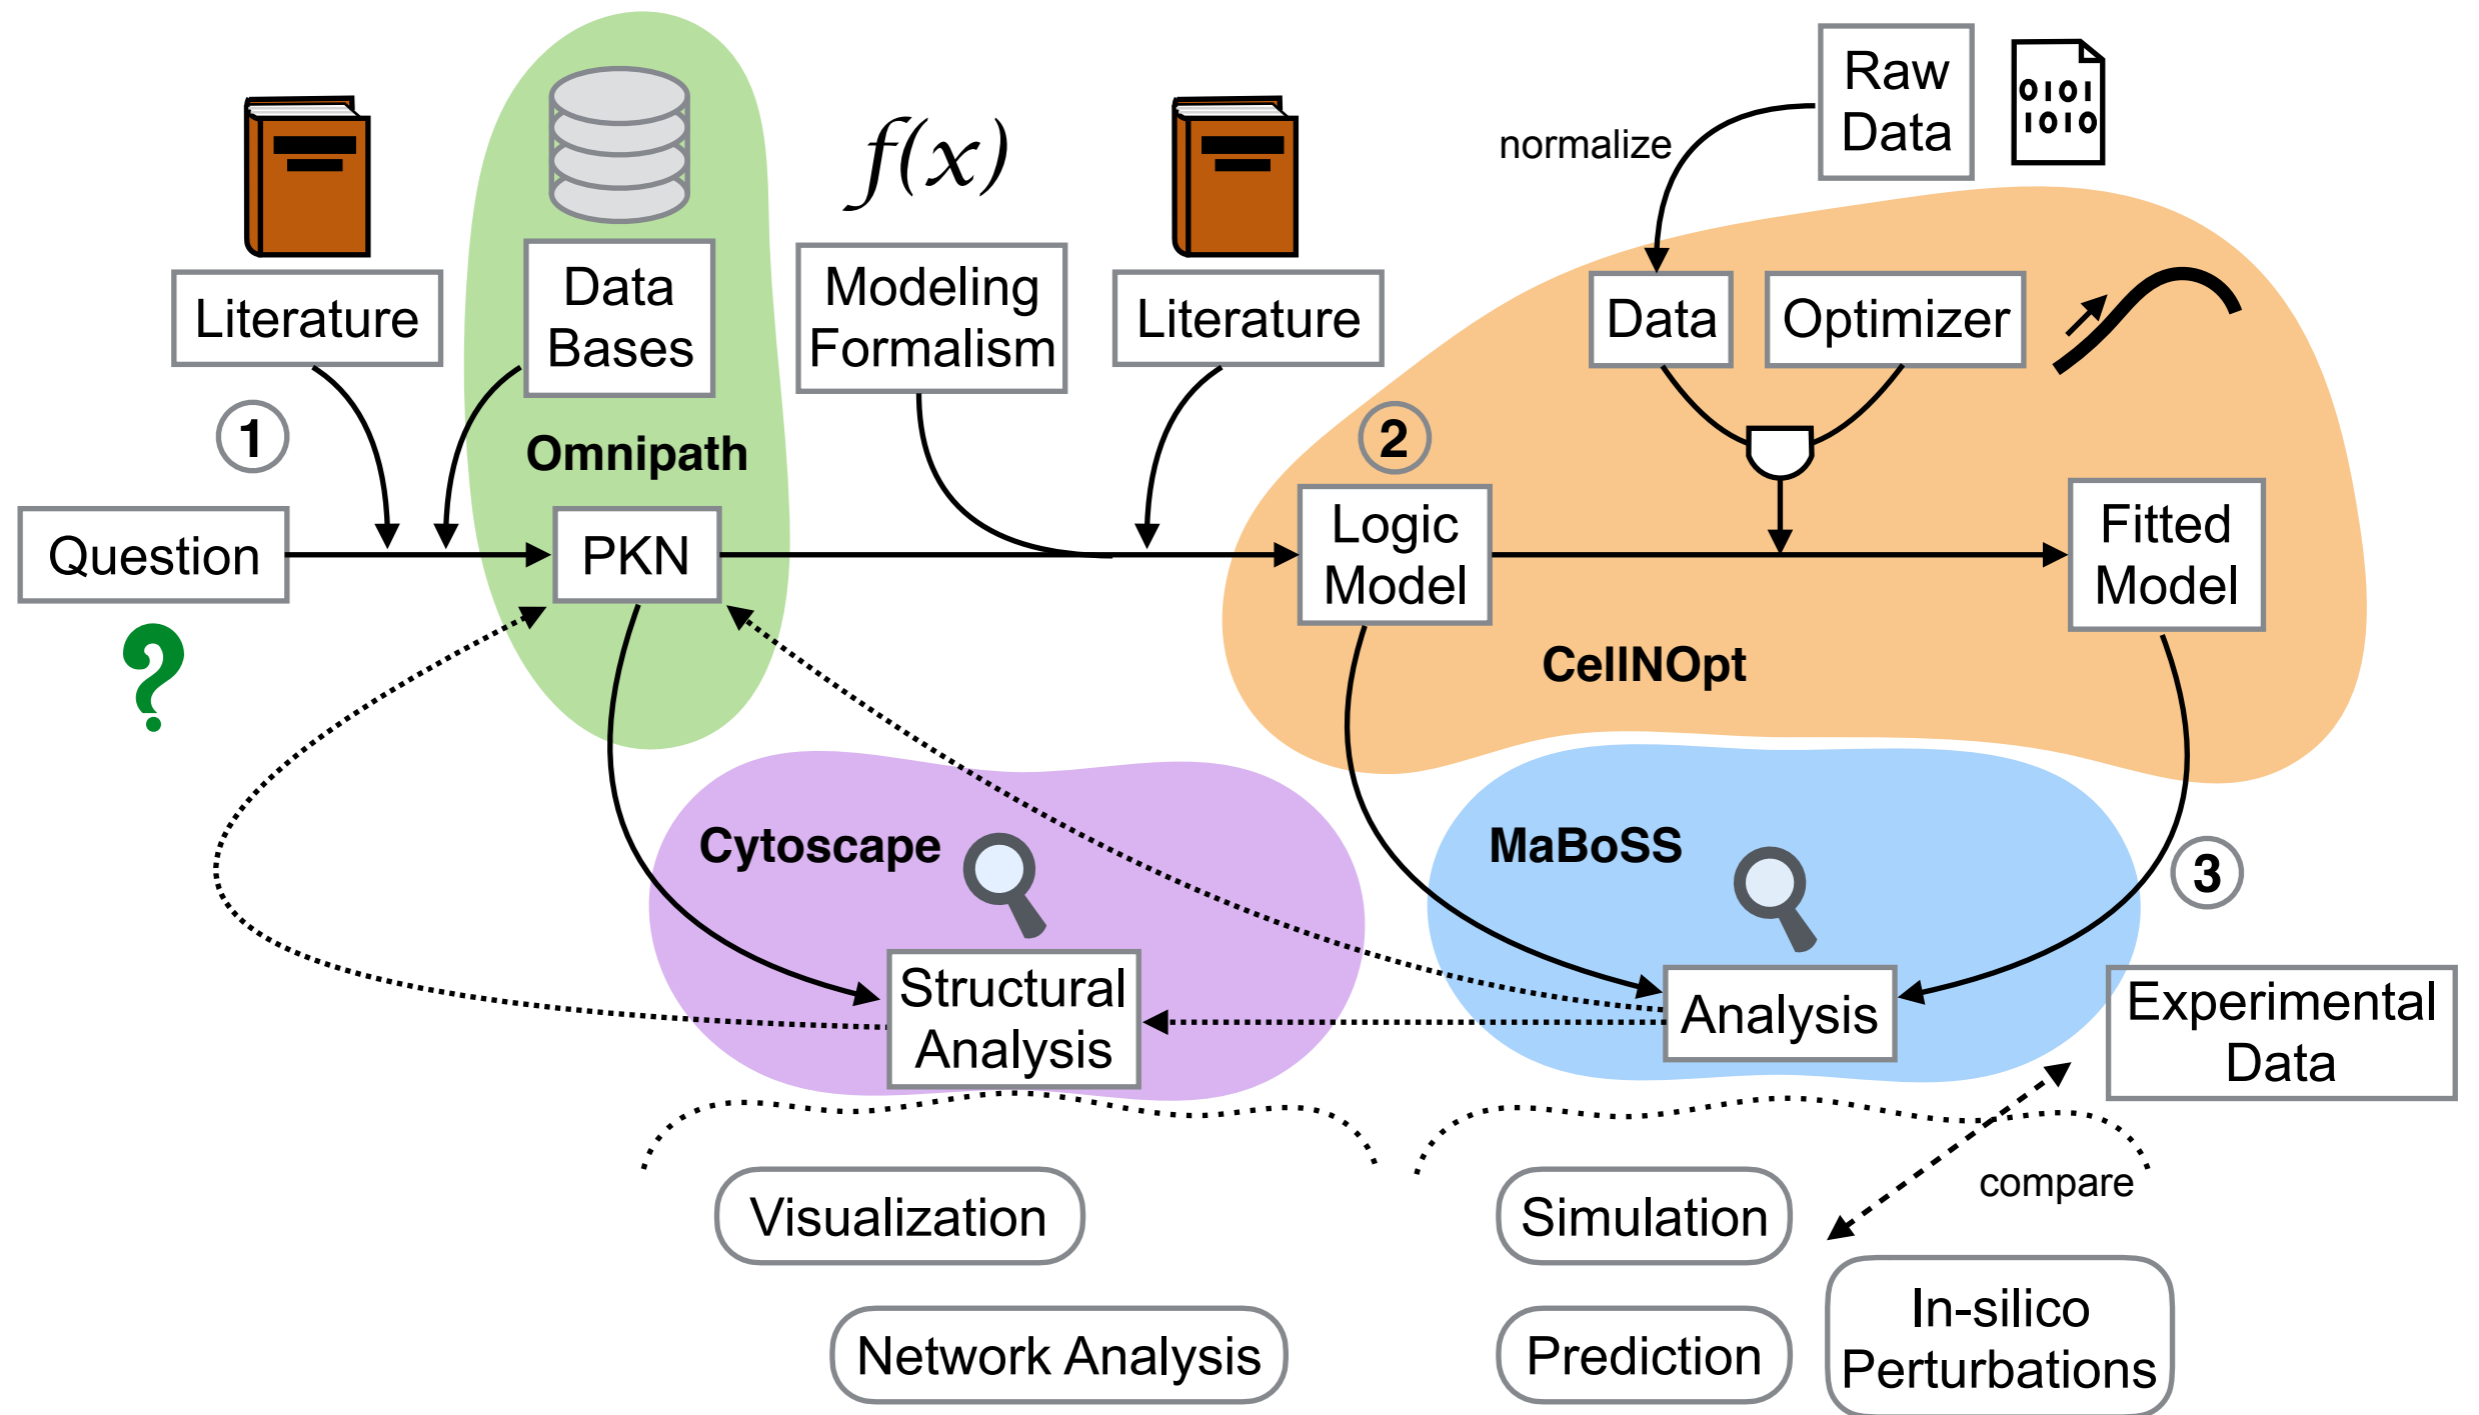 Raw
Data
0101
1010
normalize
f(x)
Literature
Data
Bases
Modeling
Formalism
Literature
Data
Optimizer
1
Omnipath
2
Question
PKN
Logic
Model
Fitted
Model
?
CellNOpt
Cytoscape
MaBoSS
3
Structural
Analysis
Analysis
Experimental
Data
compare
Visualization
Simulation
Network Analysis
Prediction
In-silico
Perturbations